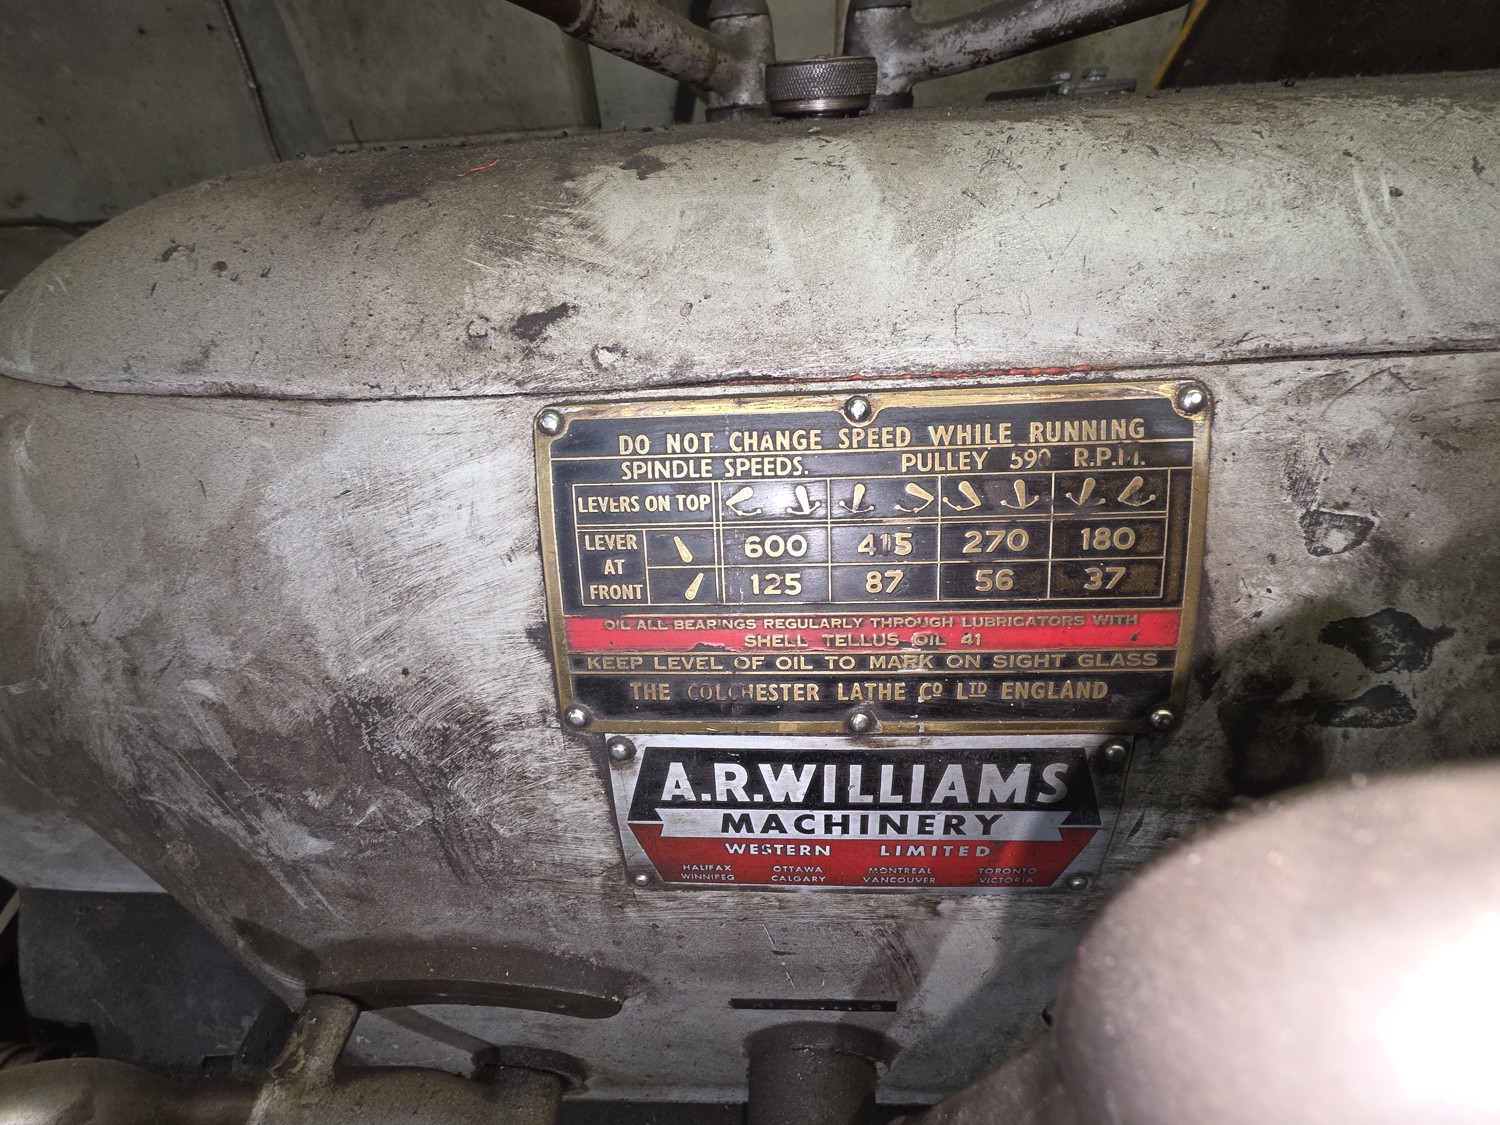 DO NOT CHANGE SPEED WHILE RUNNING
SPINDLE SPEEDS. PULLEY 590 R.P.M.
LEVERS ON TOP
LEVER AT FRONT
600 415 270 180
125 87 56 37
OIL ALL BEARINGS REGULARLY THROUGH LUBRICATORS WITH
SHELL TELLUS OIL 41
KEEP LEVEL OF OIL TO MARK ON SIGHT GLASS
THE COLCHESTER LATHE CO LTD ENGLAND
A.R.WILLIAMS
MACHINERY
WESTERN LIMITED
HALIFAX OTTAWA MONTREAL TORONTO
WINNIPEG CALGARY VANCOUVER VICTORIA